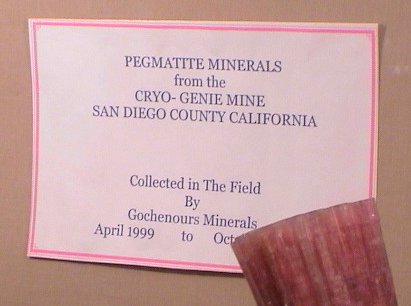 PEGMATITE MINERALS
from the
CRYO- GENIE MINE
SAN DIEGO COUNTY CALIFORNIA
Collected in The Field
By
Gochenours Minerals
April 1999 to